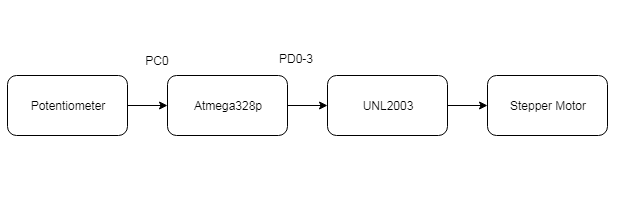 PC0
PD0-3
Potentiometer
Atmega328p
UNL2003
Stepper Motor